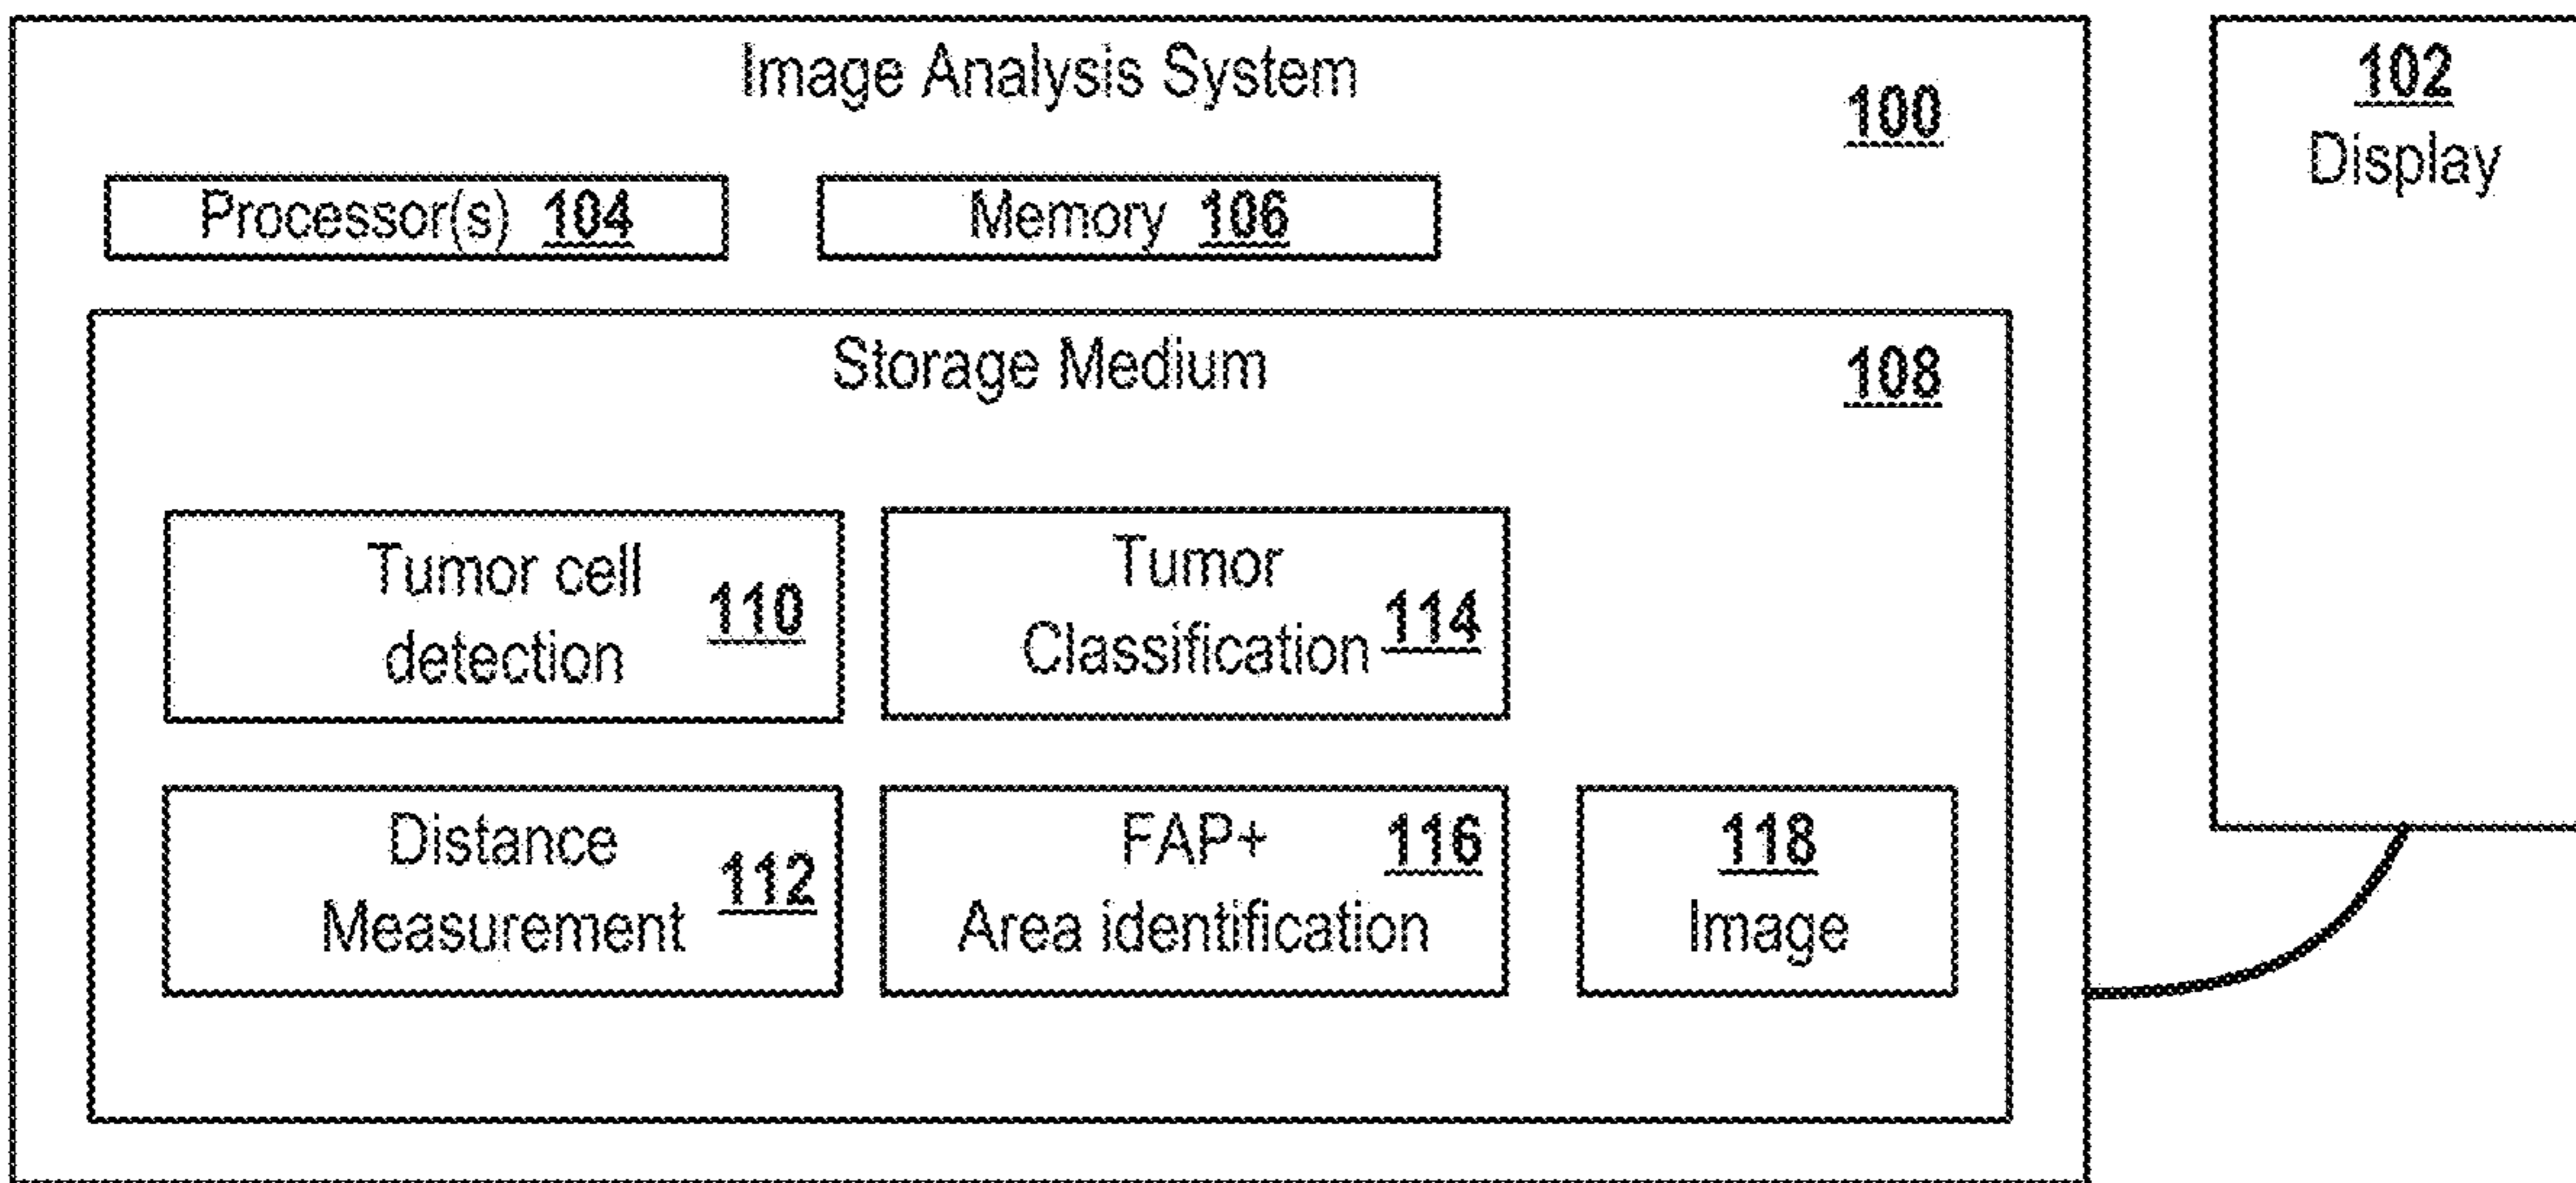 Image Analysis System
100
Processor(s) 104
Memory 106
Storage Medium
108
Tumor cell
detection
110
Tumor
Classification
114
Distance
Measurement
112
FAP+
116
Area identification
118
Image
102
Display